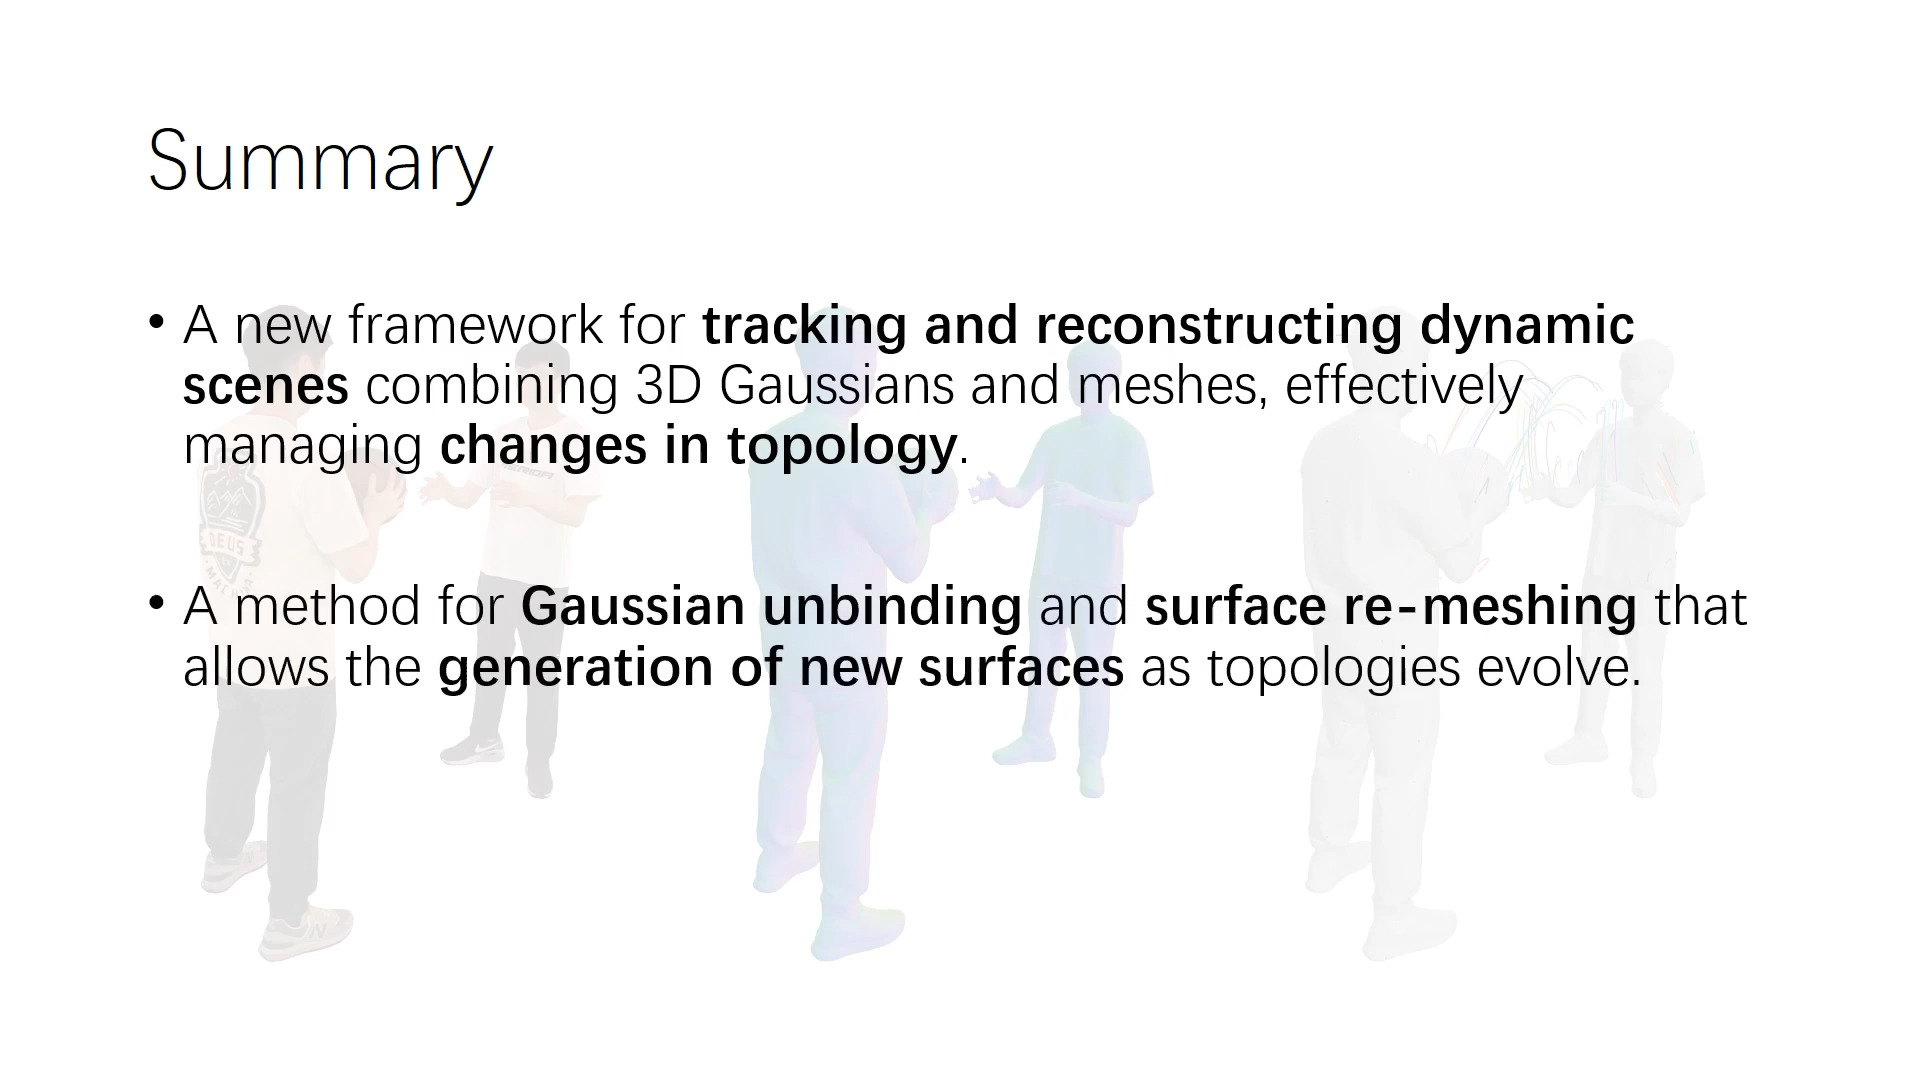 Summary
• A new framework for tracking and reconstructing dynamic
scenes combining 3D Gaussians and meshes, effectively
managing changes in topology.
• A method for Gaussian unbinding and surface re-meshing that
allows the generation of new surfaces as topologies evolve.
DEUS